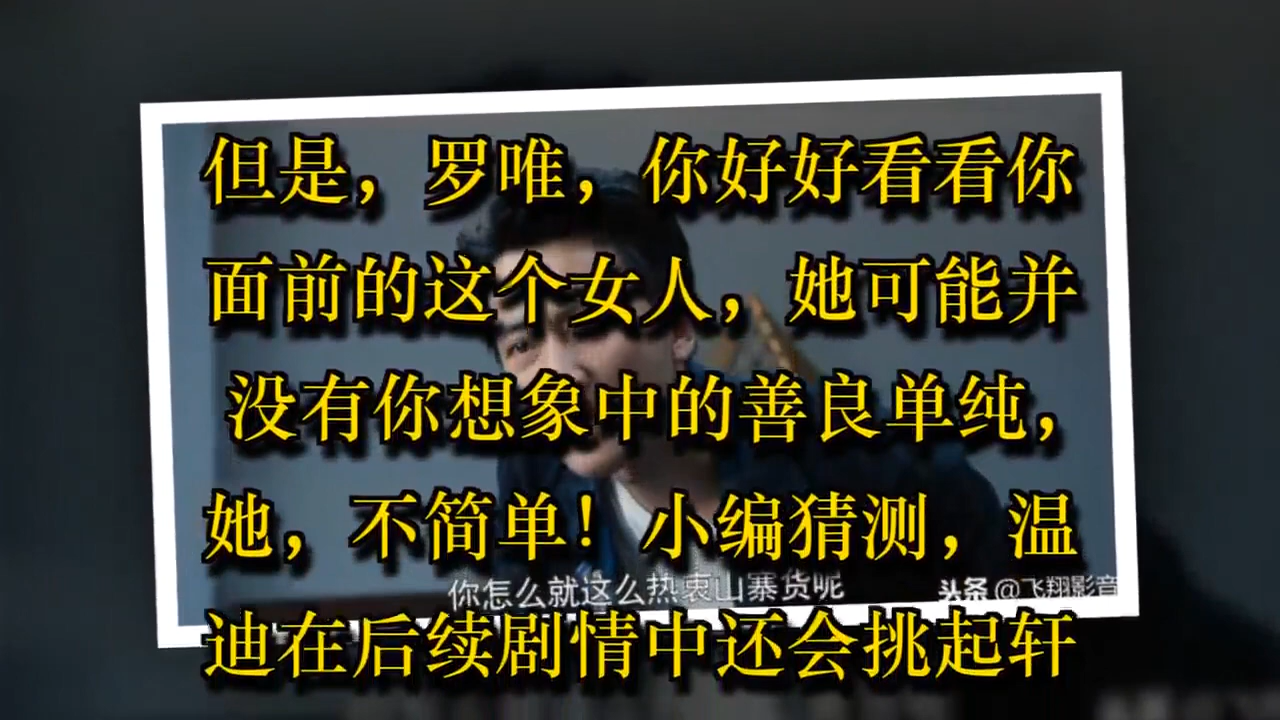 但是，罗唯，你好好看看你
面前的这个女人，她可能并
没有你想象中的善良单纯，
她，不简单！小编猜测，温
你怎么就这么热衷山寨货呢
头条 @飞翔影音
迪在后续剧情中还会挑起轩